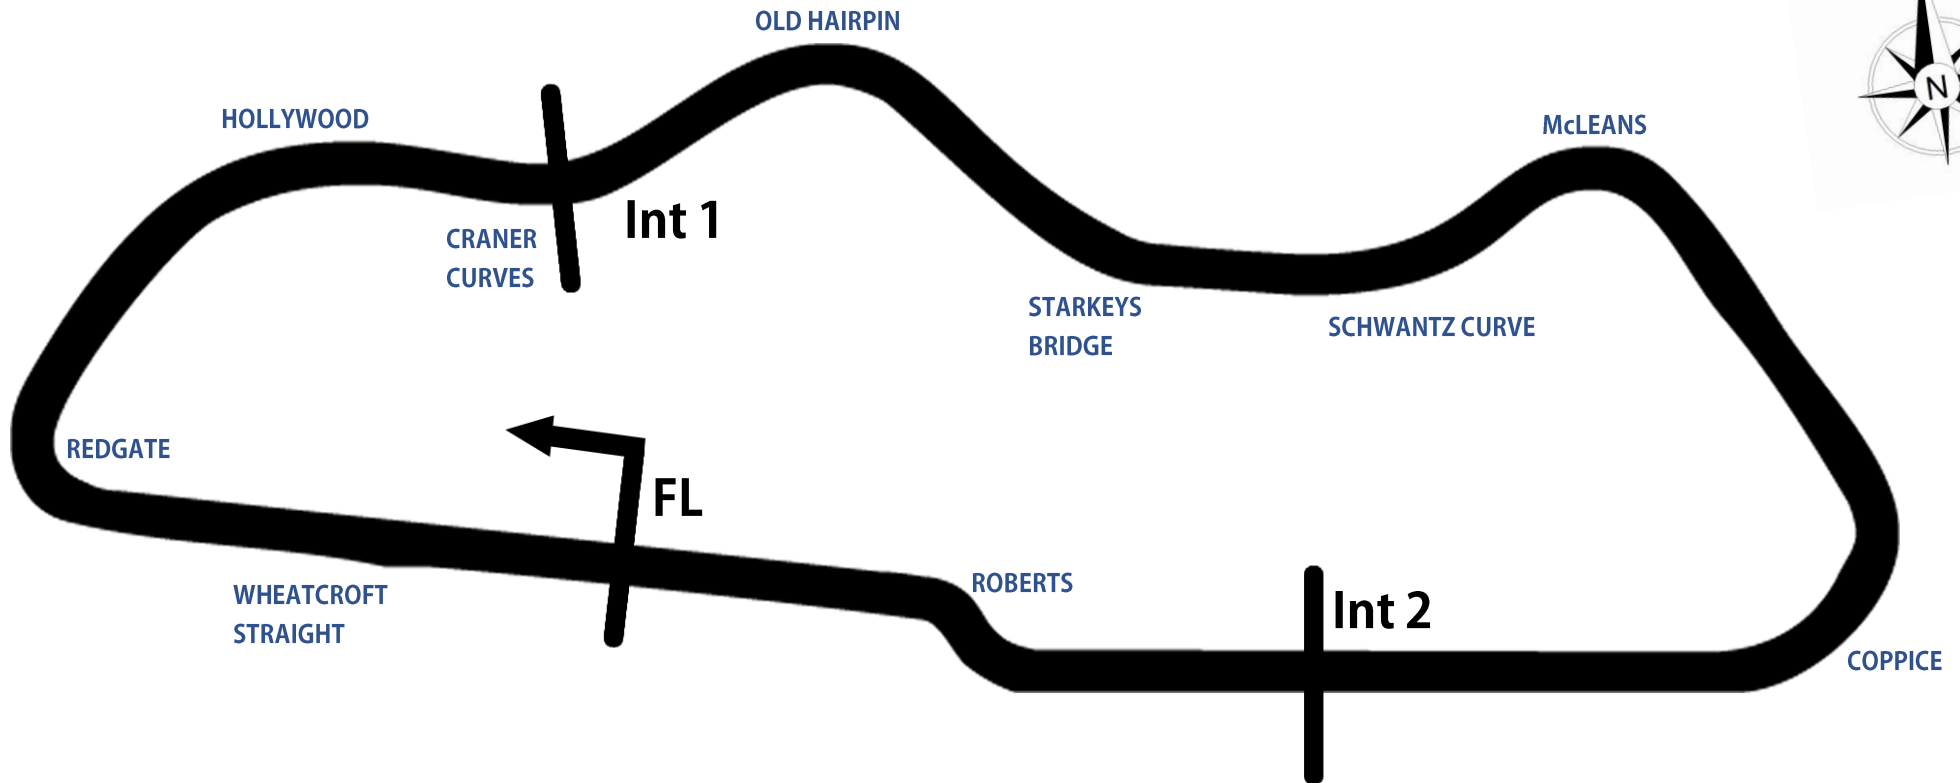 OLD HAIRPIN
HOLLYWOOD
McLEANS
N
Int 1
CRANER
CURVES
STARKEYS
BRIDGE
SCHWANTZ CURVE
REDGATE
FL
WHEATCROFT
STRAIGHT
ROBERTS
Int 2
COPPICE